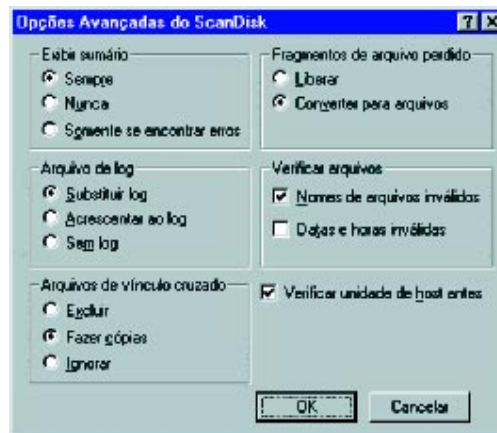 Opções Avançadas do ScanDisk
Exibir sumário
Sempre
Nunca
Somente se encontrar erros
Arquivo de log
Substituir log
Acrescentar ao log
Sem log
Arquivos de vínculo cruzado
Excluir
Fazer cópias
Ignorar
Fragmentos de arquivo perdido
Liberar
Converter para arquivos
Verificar arquivos
Nomes de arquivos inválidos
Datas e horas inválidas
Verificar unidade de host antes
OK
Cancelar